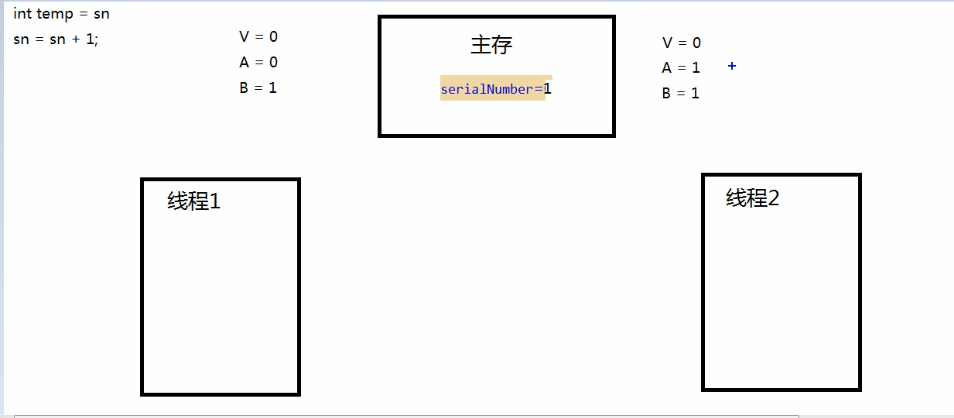 int temp = sn
sn = sn + 1;
V = 0
A = 0
B = 1
主存
serialNumber=1
V = 0
A = 1
B = 1
线程1
线程2